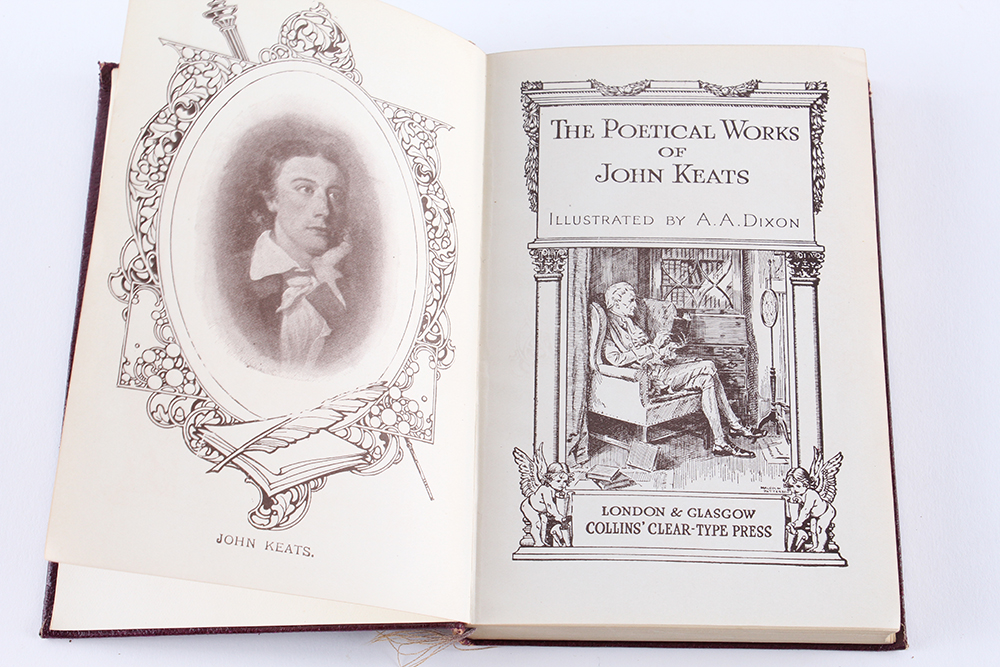 JOHN KEATS.
THE POETICAL WORKS
OF
JOHN KEATS
ILLUSTRATED BY A. A. DIXON
LONDON & GLASGOW
COLLINS' CLEAR-TYPE PRESS